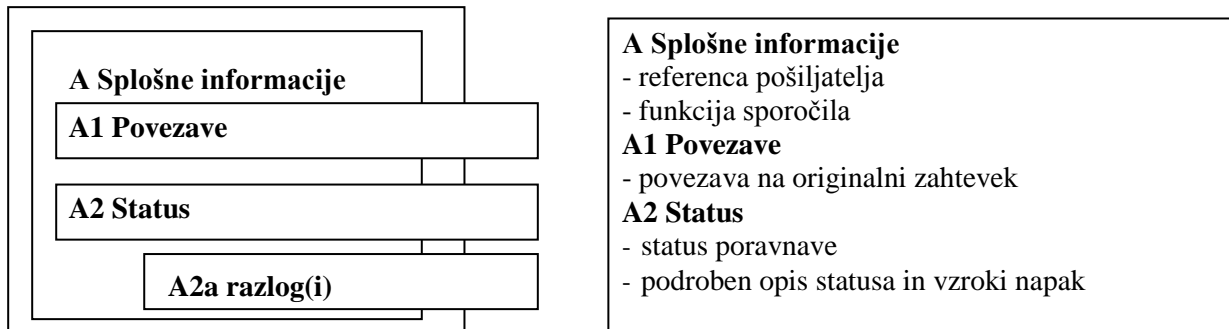 A Splošne informacije
A1 Povezave
A2 Status
A2a razlog(i)
A Splošne informacije
- referenca pošiljatelja
- funkcija sporočila
A1 Povezave
- povezava na originalni zahtevek
A2 Status
- status poravnave
- podroben opis statusa in vzroki napak